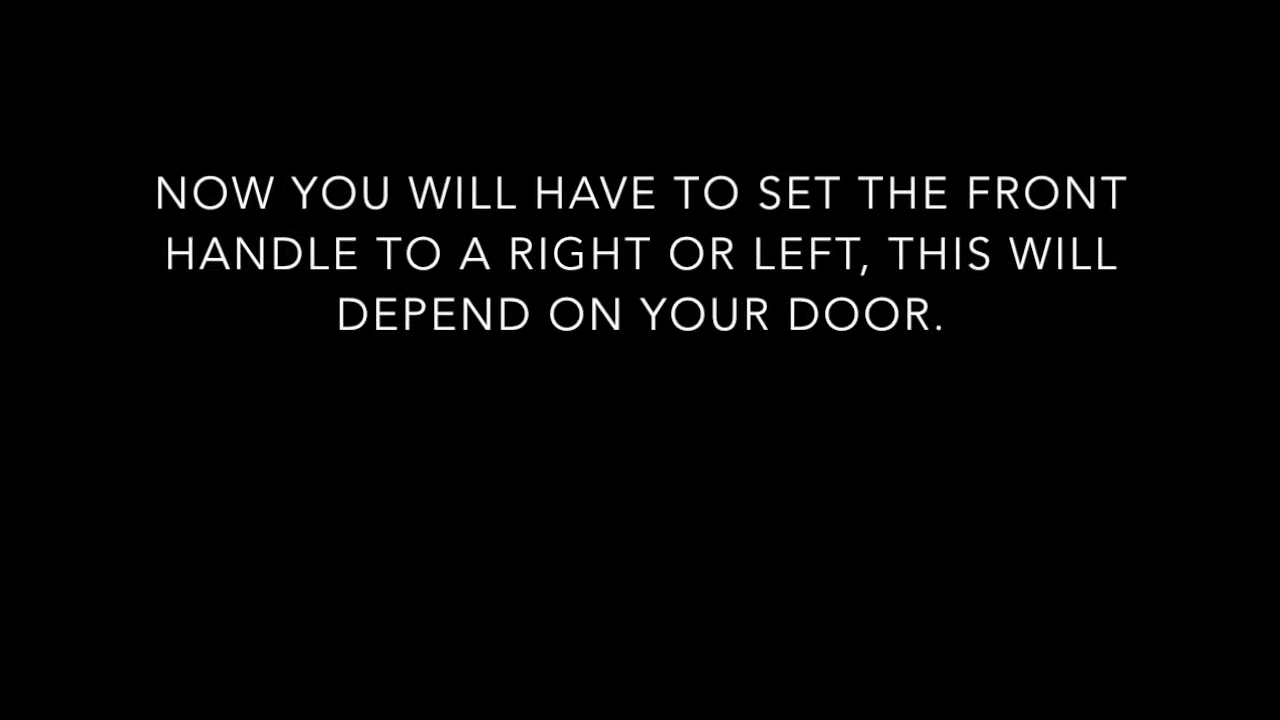 NOW YOU WILL HAVE TO SET THE FRONT
HANDLE TO A RIGHT OR LEFT, THIS WILL
DEPEND ON YOUR DOOR.